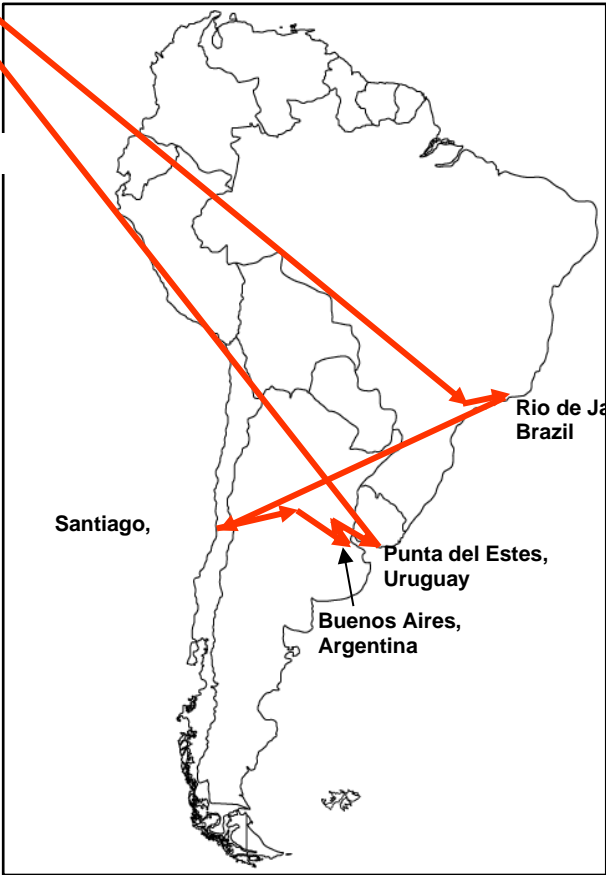 Rio de Ja
Brazil
Santiago,
Punta del Estes,
Uruguay
Buenos Aires,
Argentina